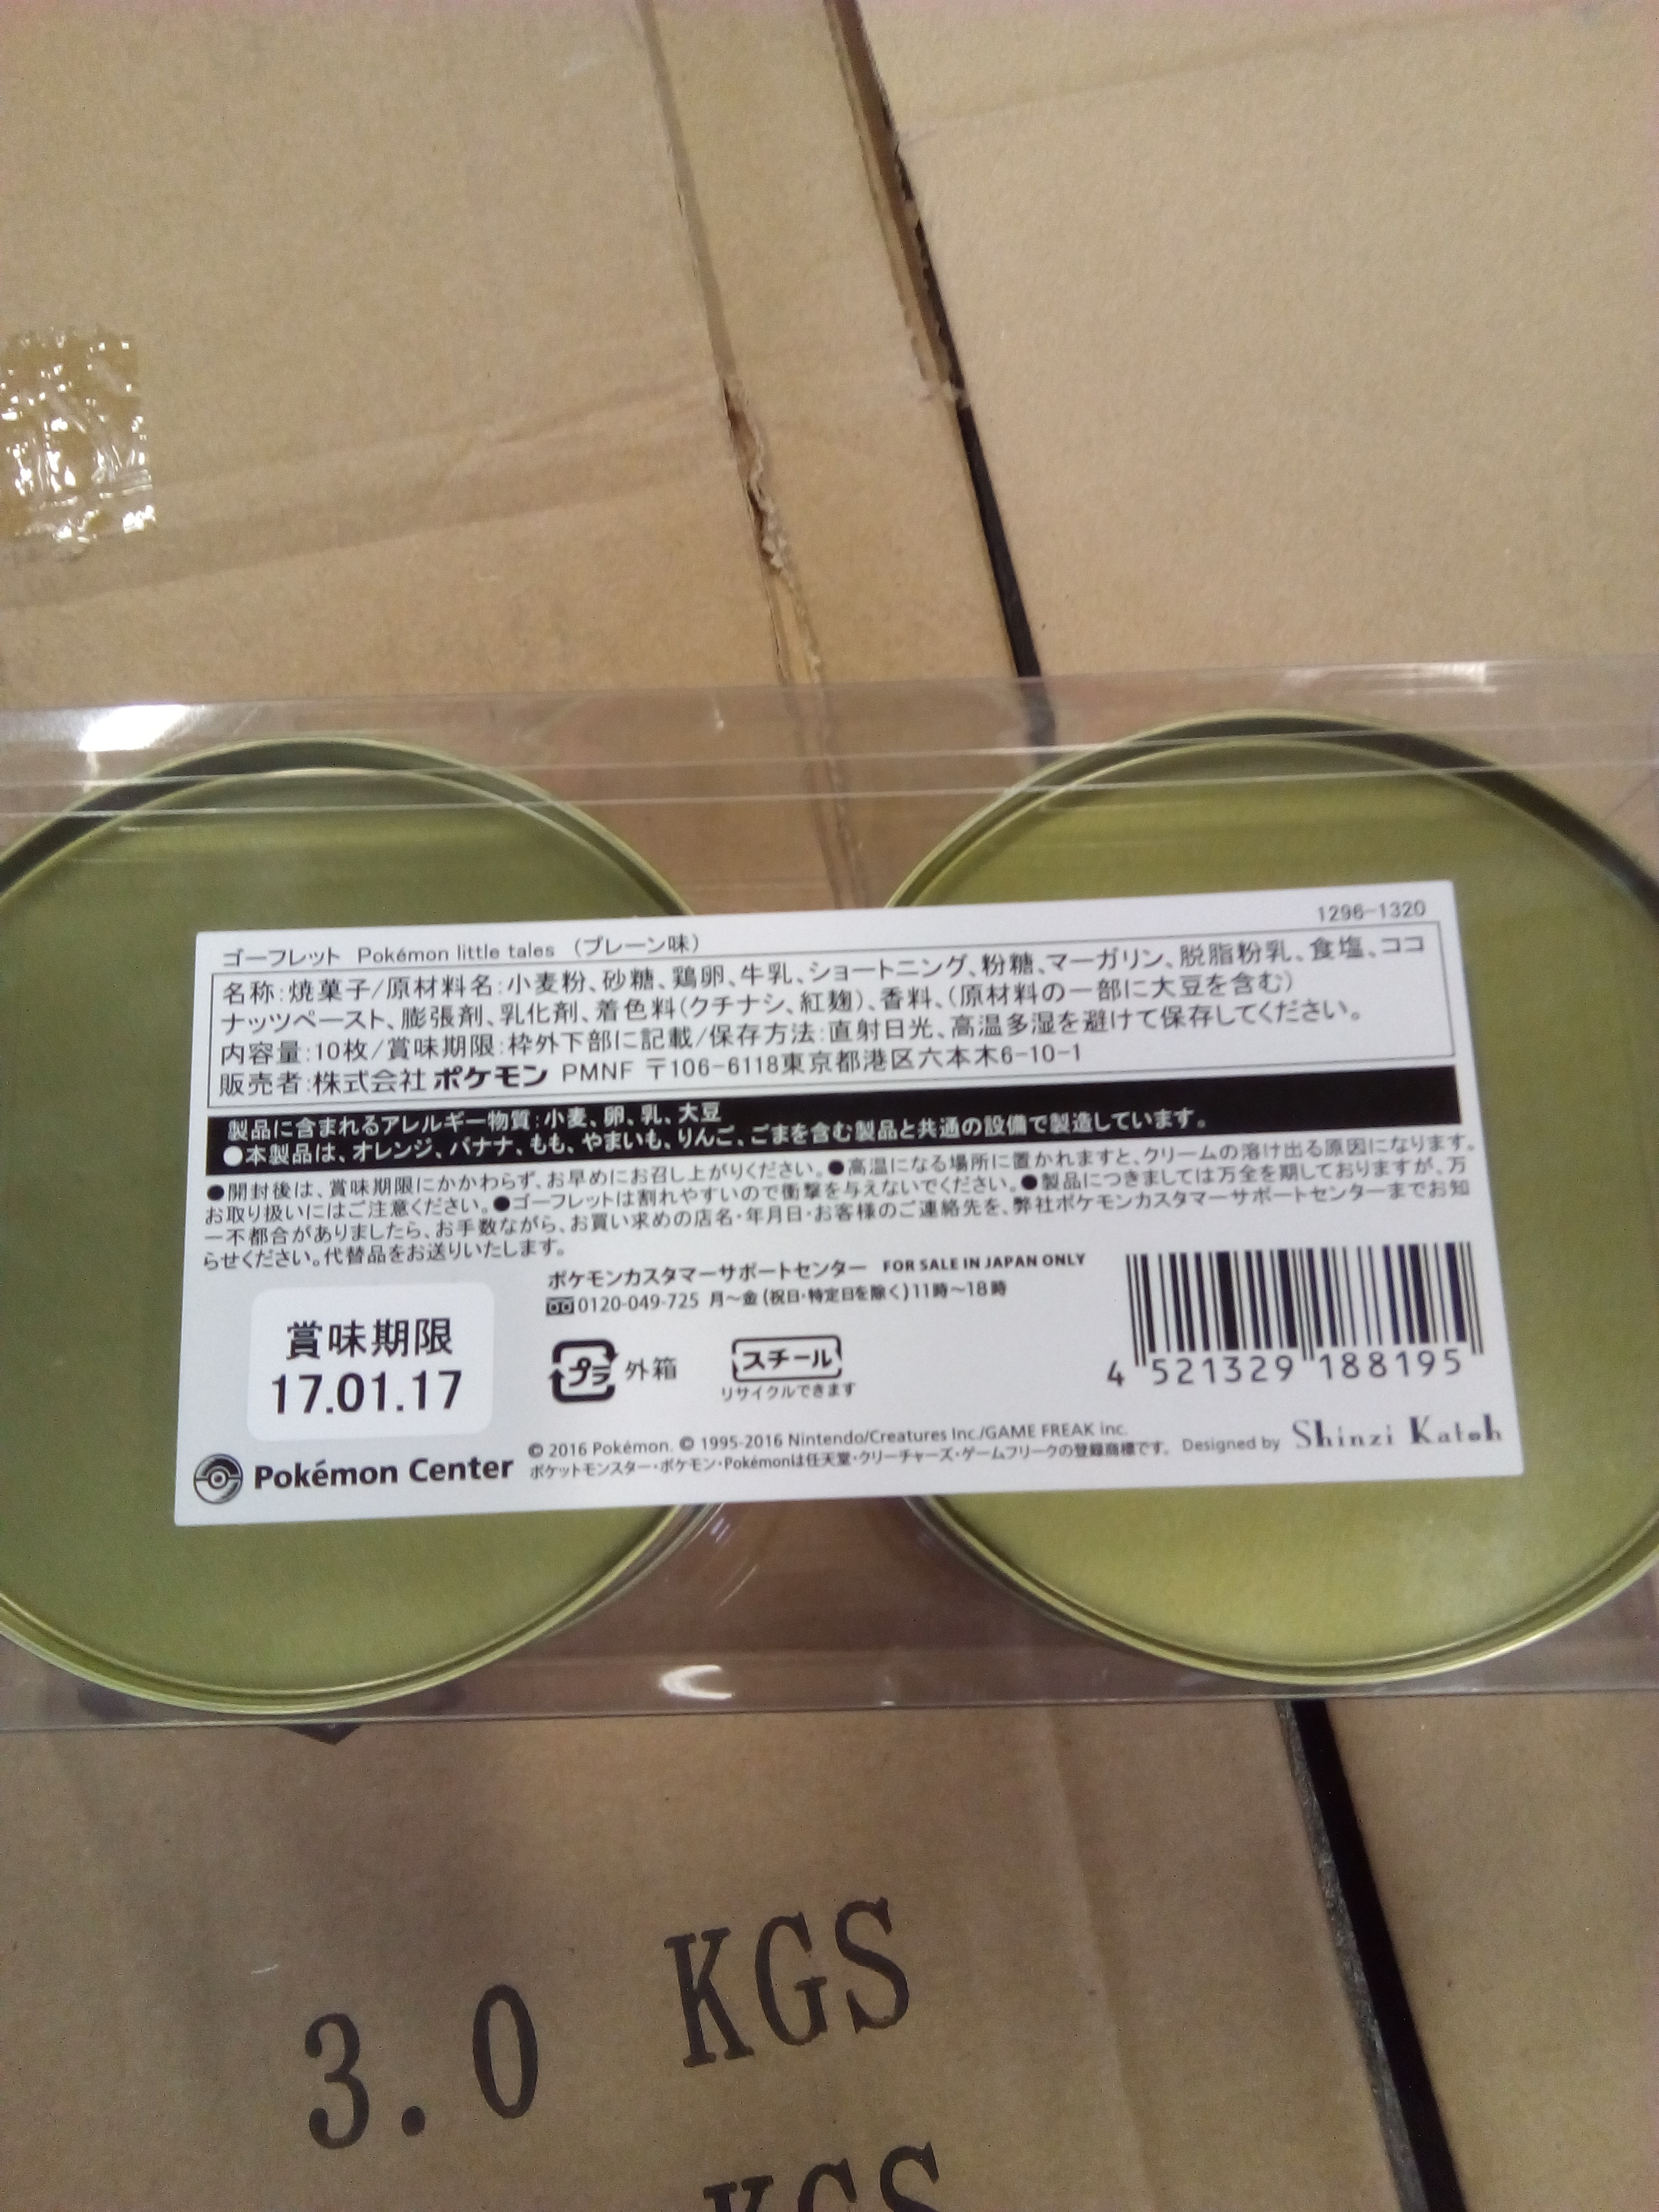 1296-1320
ゴーフレット Pokémon little tales （プレーン味）
名称:焼菓子/原材料名:小麦粉、砂糖、鶏卵、牛乳、ショートニング、粉糖、マーガリン、脱脂粉乳、食塩、ココ
ナッツペースト、膨張剤、乳化剤、着色料(クチナシ、紅麹)、香料、(原材料の一部に大豆を含む)
内容量:10枚/賞味期限:枠外下部に記載/保存方法:直射日光、高温多湿を避けて保存してください。
販売者:株式会社ポケモン PMNF 〒106-6118東京都港区六本木6-10-1
製品に含まれるアレルギー物質:小麦、卵、乳、大豆
●本製品は、オレンジ、バナナ、もも、やまいも、りんご、ごまを含む製品と共通の設備で製造しています。
●開封後は、賞味期限にかかわらず、お早めにお召し上がりください。●高温になる場所に置かれますと、クリームの溶け出る原因になります。
お取り扱いにはご注意ください。●ゴーフレットは割れやすいので衝撃を与えないでください。●製品につきましては万全を期しておりますが、万
一不都合がありましたら、お手数ながら、お買い求めの店名・年月日・お客様のご連絡先を、弊社ポケモンカスタマーサポートセンターまでお知
らせください。代替品をお送りいたします。
ポケモンカスタマーサポートセンター FOR SALE IN JAPAN ONLY
0120-049-725 月〜金(祝日・特定日を除く)11時〜18時
賞味期限
17.01.17
プラ 外箱
スチール
リサイクルできます
4 521329 188195
Pokémon Center
© 2016 Pokémon. © 1995-2016 Nintendo/Creatures Inc./GAME FREAK inc.
ポケットモンスター・ポケモン・Pokémonは任天堂・クリーチャーズ・ゲームフリークの登録商標です。 Designed by Shinzi Katoh
3.0 KGS
KGS